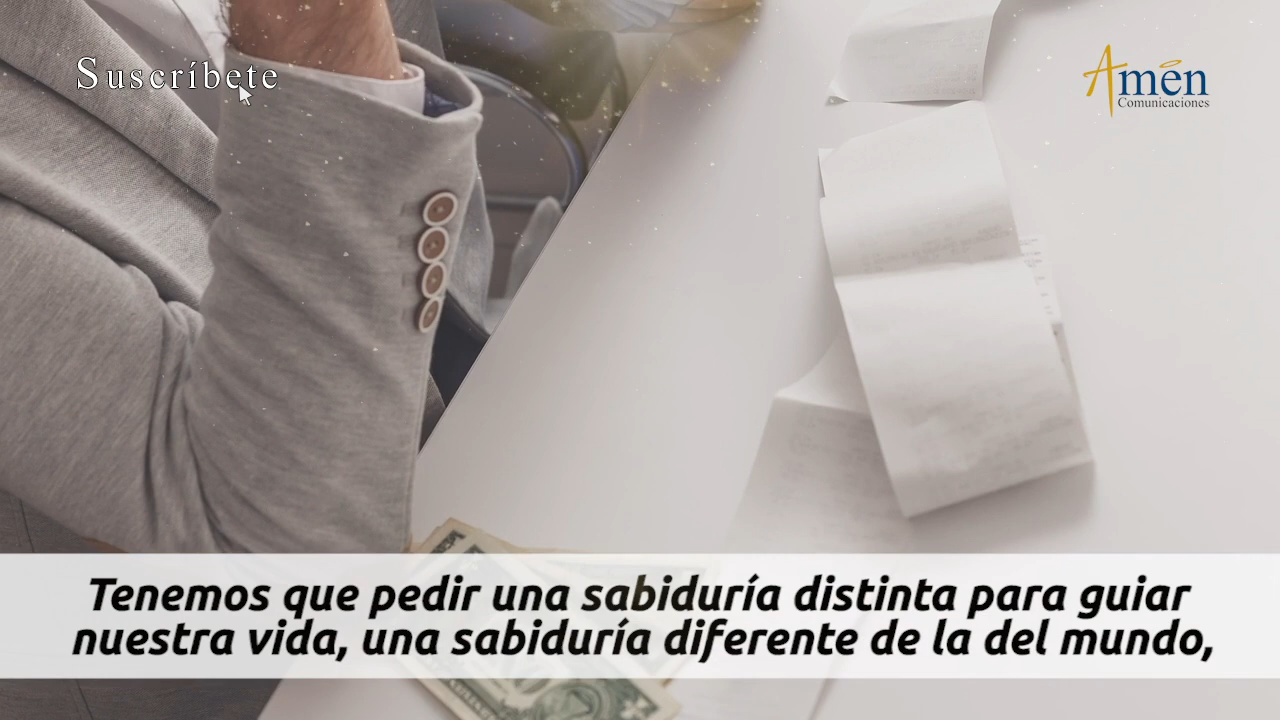 Suscríbete
Amén
Comunicaciones
Tenemos que pedir una sabiduría distinta para guiar
nuestra vida, una sabiduría diferente de la del mundo,